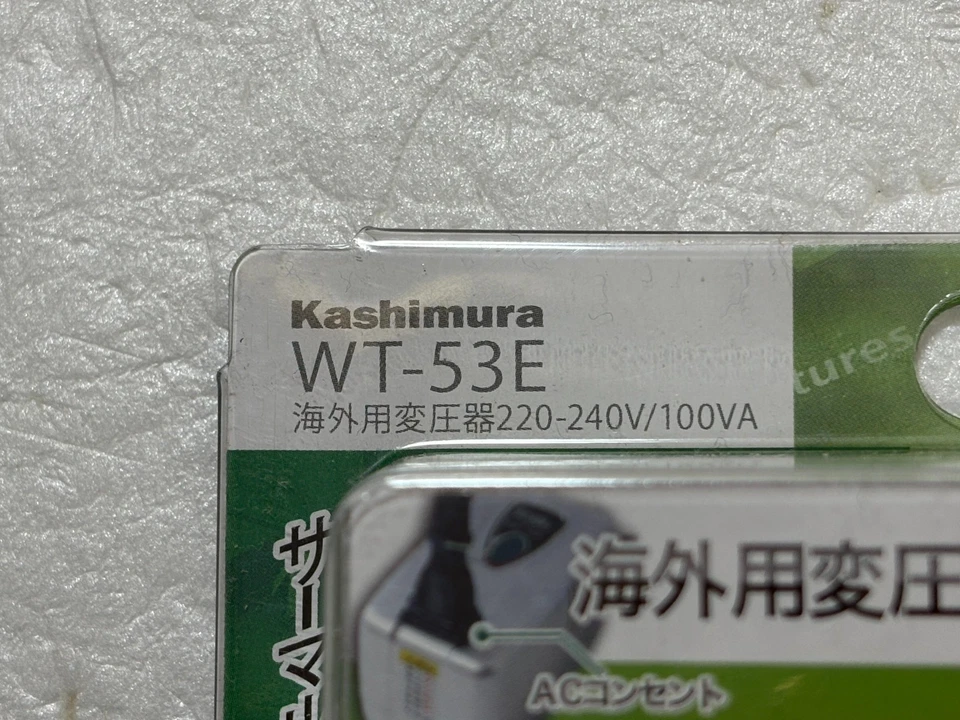 Kashimura
WT-53E
海外用変圧器220-240V/100VA
tures
海外用変圧
ACコンセント